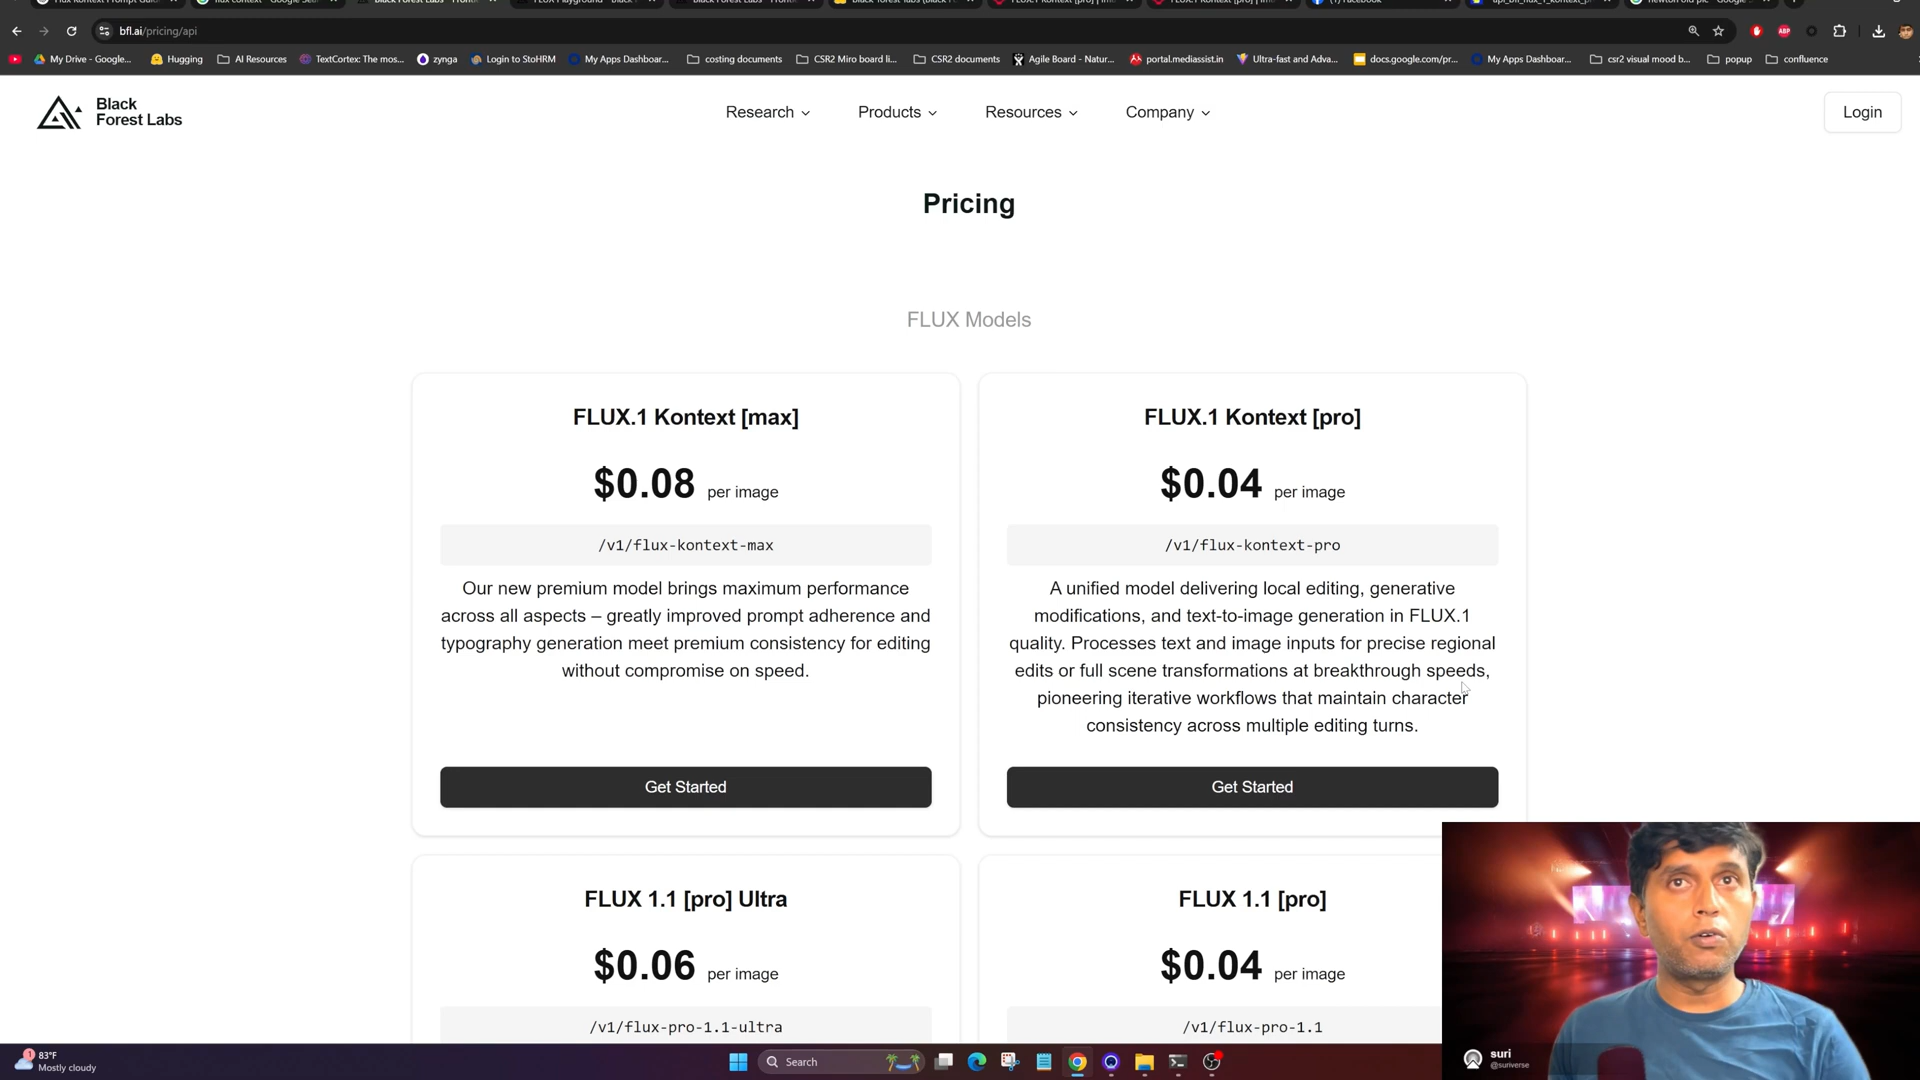 bfl.ai/pricing/api
My Drive - Google...
Hugging
AI Resources
TextCortex: The mos...
zynga
Login to StoHRM
My Apps Dashboar...
costing documents
CSR2 Miro board li...
CSR2 documents
Agile Board - Natur...
portal.mediassist.in
Ultra-fast and Adva...
docs.google.com/pr...
My Apps Dashboar...
csr2 visual mood b...
popup
confluence
Black
Forest Labs
Research
Products
Resources
Company
Login
Pricing
FLUX Models
FLUX.1 Kontext [max]
$0.08 per image
/v1/flux-kontext-max
Our new premium model brings maximum performance
across all aspects – greatly improved prompt adherence and
typography generation meet premium consistency for editing
without compromise on speed.
Get Started
FLUX.1 Kontext [pro]
$0.04 per image
/v1/flux-kontext-pro
A unified model delivering local editing, generative
modifications, and text-to-image generation in FLUX.1
quality. Processes text and image inputs for precise regional
edits or full scene transformations at breakthrough speeds,
pioneering iterative workflows that maintain character
consistency across multiple editing turns.
Get Started
FLUX 1.1 [pro] Ultra
$0.06 per image
/v1/flux-pro-1.1-ultra
FLUX 1.1 [pro]
$0.04 per image
/v1/flux-pro-1.1
suri
@suriverse
1
83°F
Mostly cloudy
Search